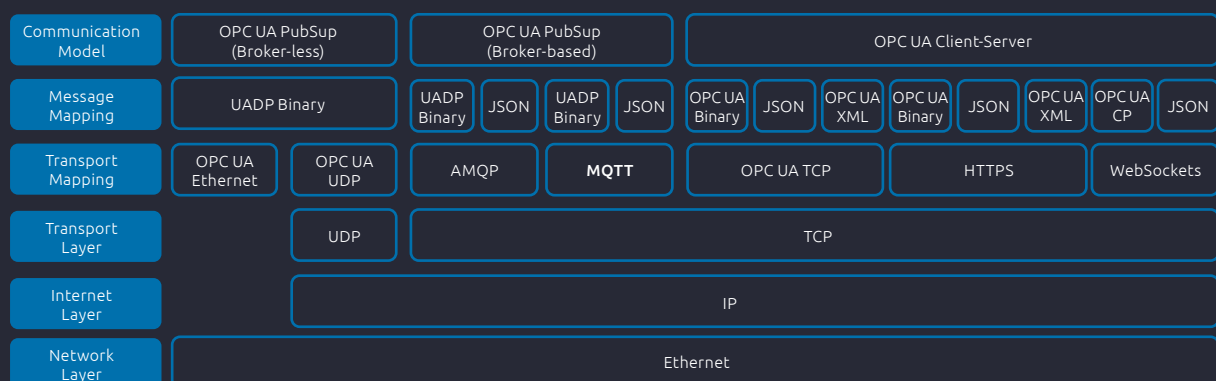 Communication
Model
OPC UA PubSup
(Broker-less)
OPC UA PubSup
(Broker-based)
OPC UA Client-Server
Message
Mapping
UADP Binary
UADP
Binary
JSON
UADP
Binary
JSON
OPC UA
Binary
JSON
OPC UA
XML
OPC UA
Binary
JSON
OPC UA
XML
OPC UA
CP
JSON
Transport
Mapping
OPC UA
Ethernet
OPC UA
UDP
AMQP
MQTT
OPC UA TCP
HTTPS
WebSockets
Transport
Layer
UDP
TCP
Internet
Layer
IP
Network
Layer
Ethernet